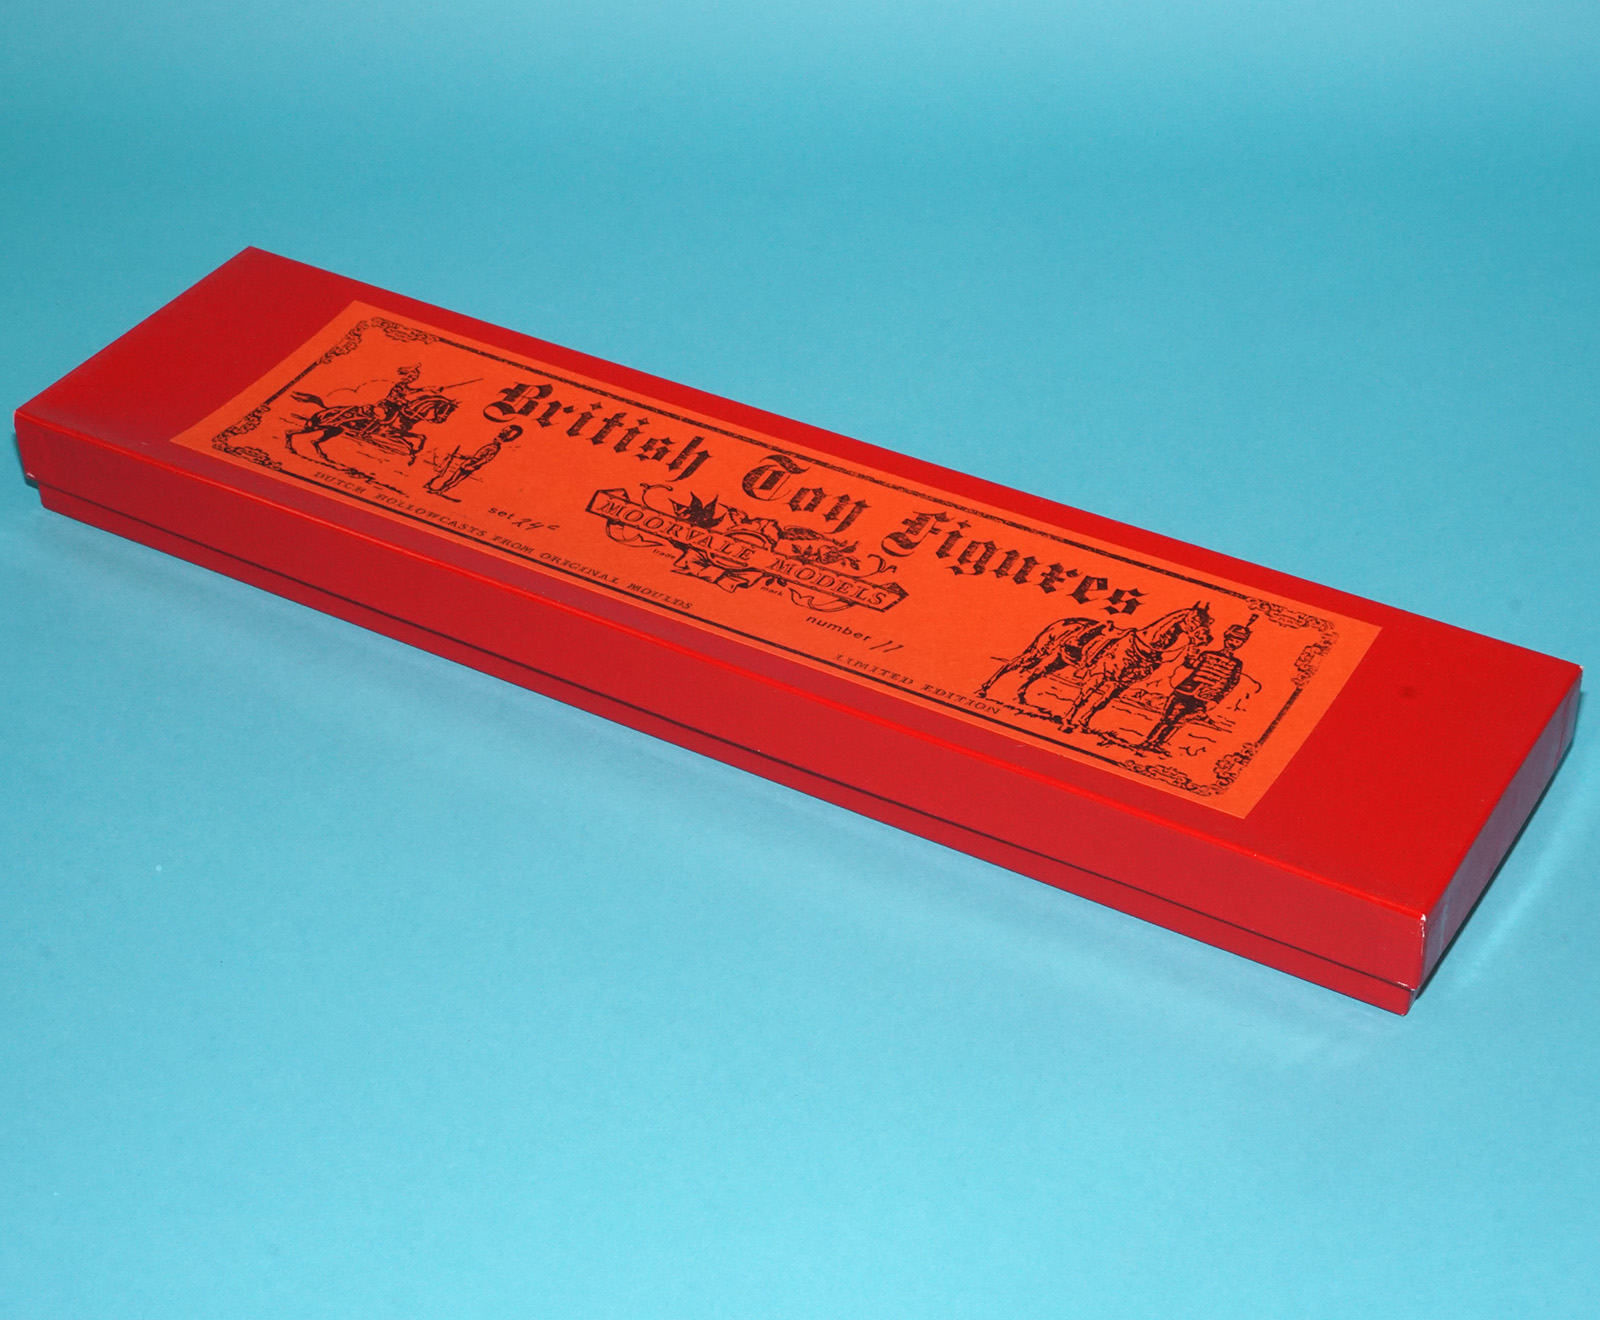 British Toy Figures
MOORVALE MODELS
trade mark
set 24c
number 11
DUTCH HOLLOWCASTS FROM ORIGINAL MOULDS
LIMITED EDITION